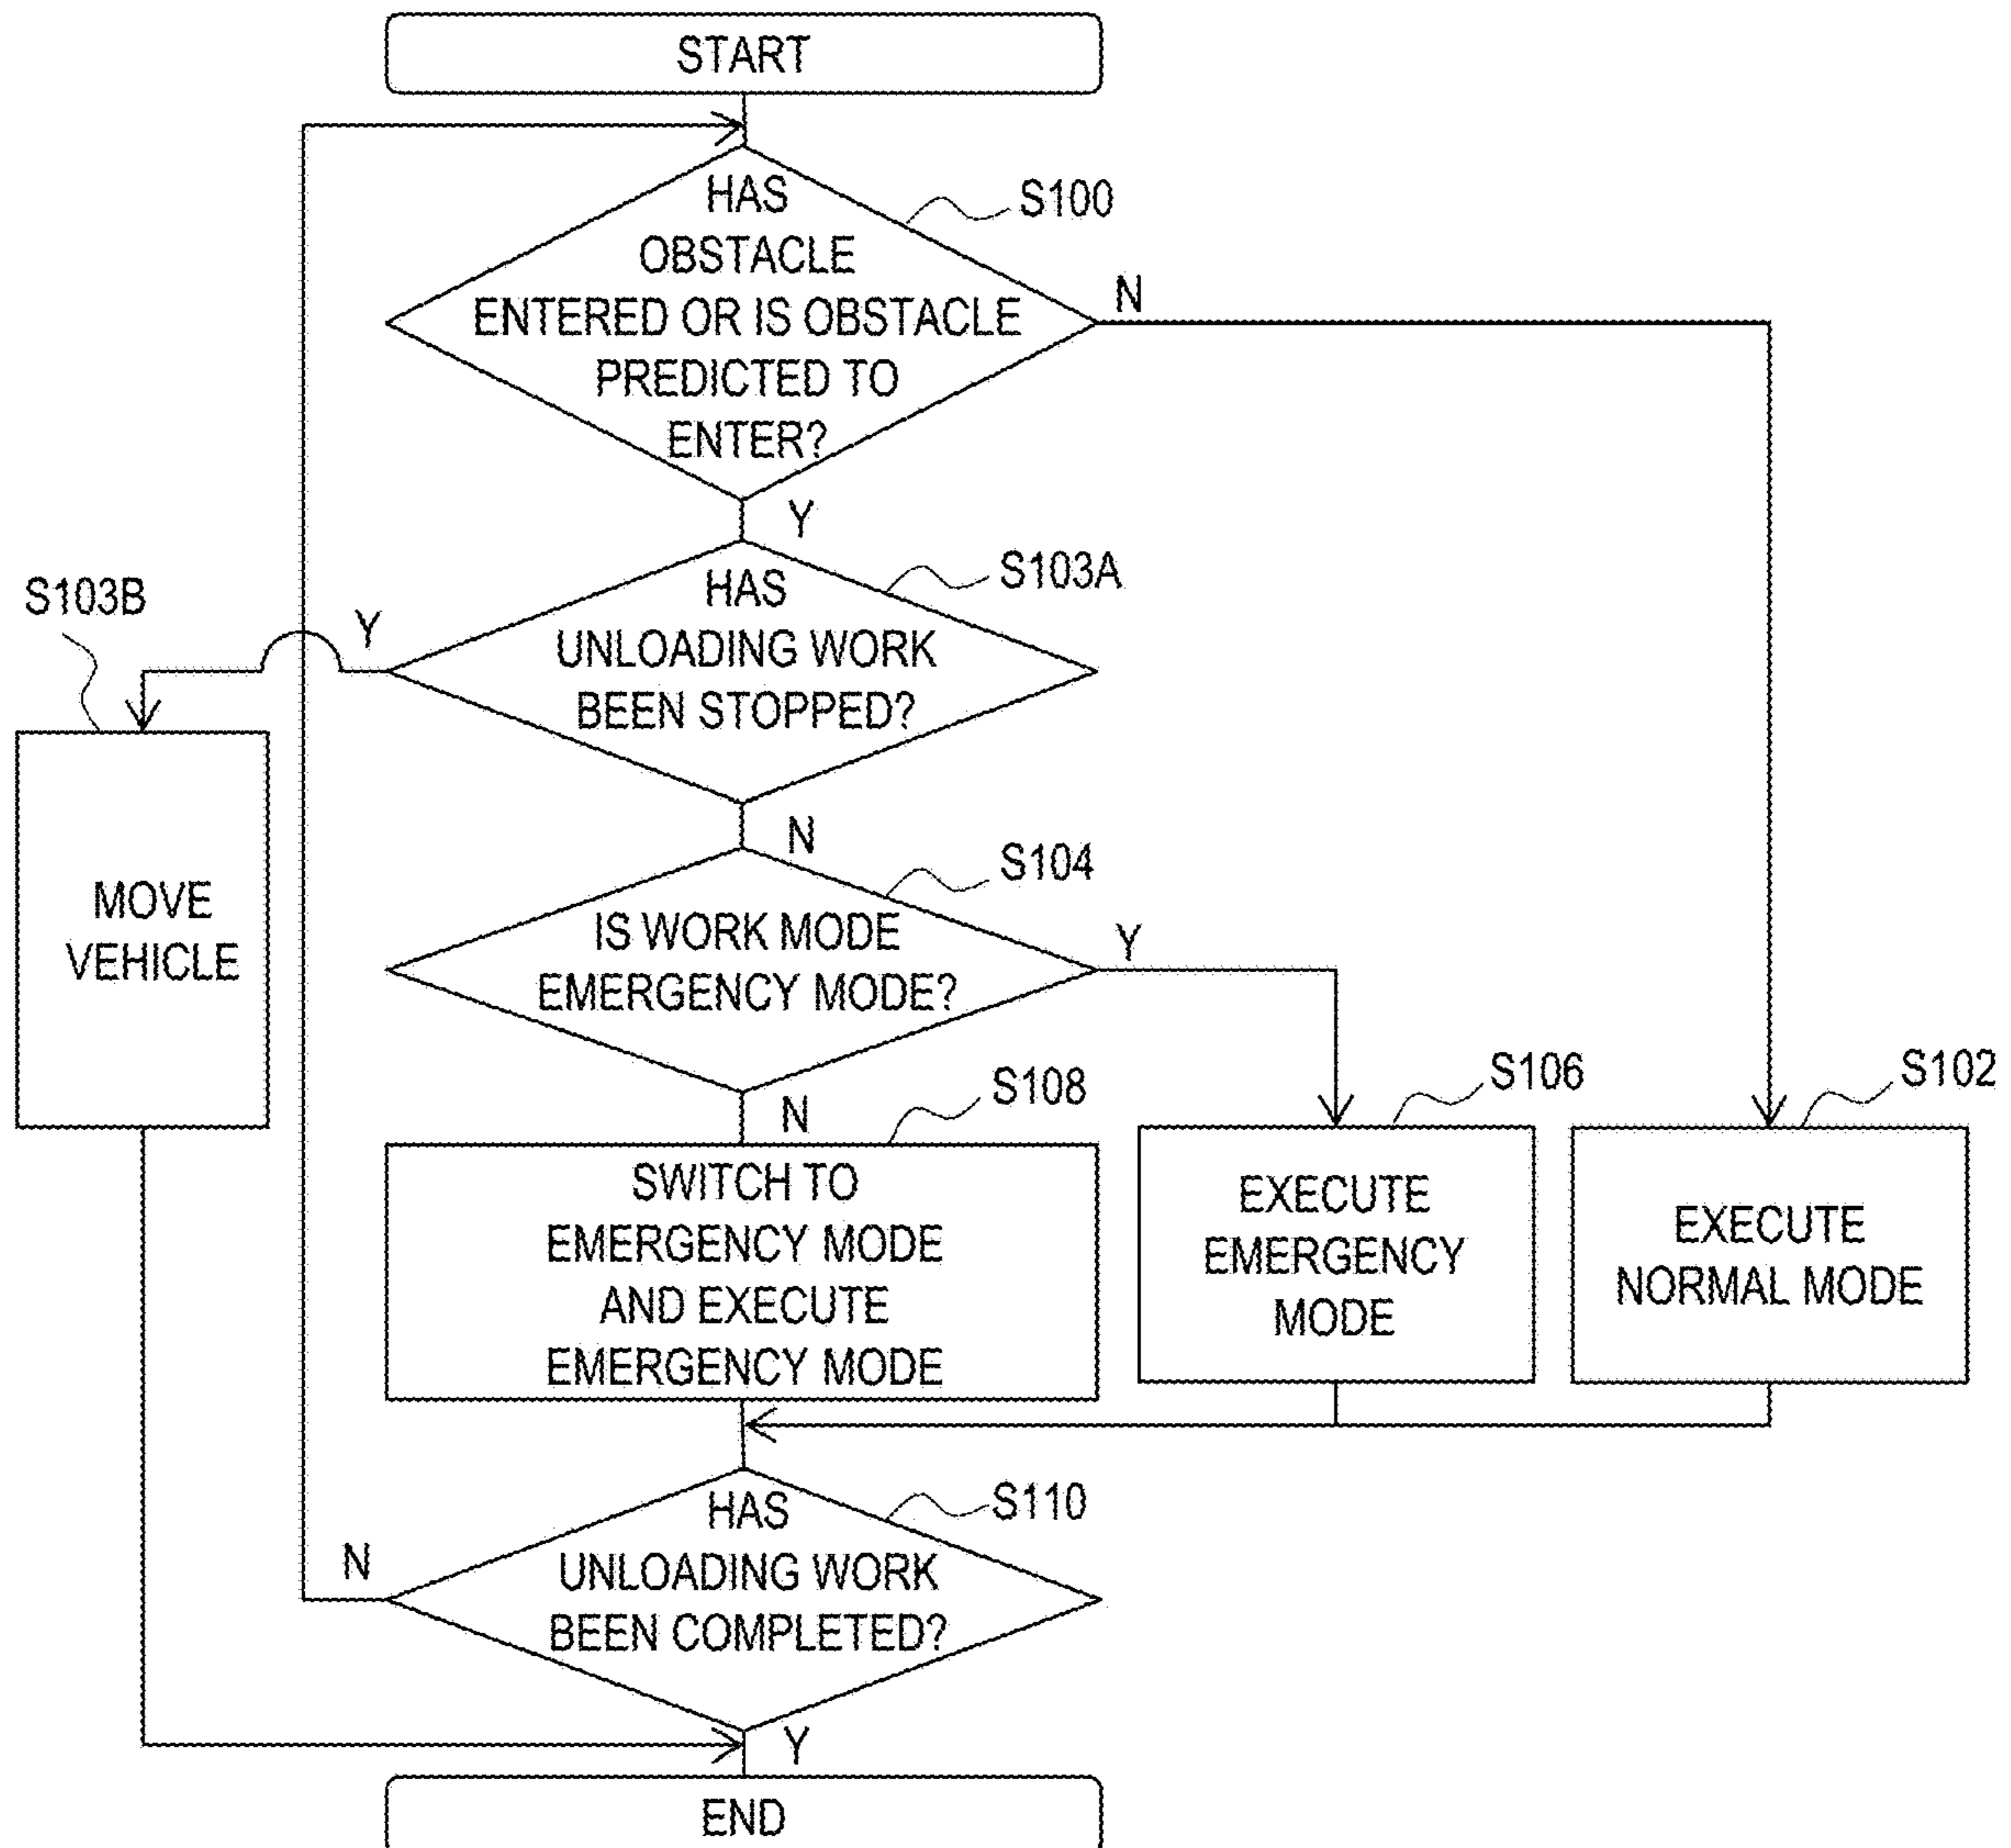 START
HAS
OBSTACLE
ENTERED OR IS OBSTACLE
PREDICTED TO
ENTER?
S100
N
Y
HAS
UNLOADING WORK
BEEN STOPPED?
S103A
Y
S103B
MOVE
VEHICLE
N
IS WORK MODE
EMERGENCY MODE?
S104
Y
N
S108
SWITCH TO
EMERGENCY MODE
AND EXECUTE
EMERGENCY MODE
S106
EXECUTE
EMERGENCY
MODE
S102
EXECUTE
NORMAL MODE
HAS
UNLOADING WORK
BEEN COMPLETED?
S110
N
Y
END